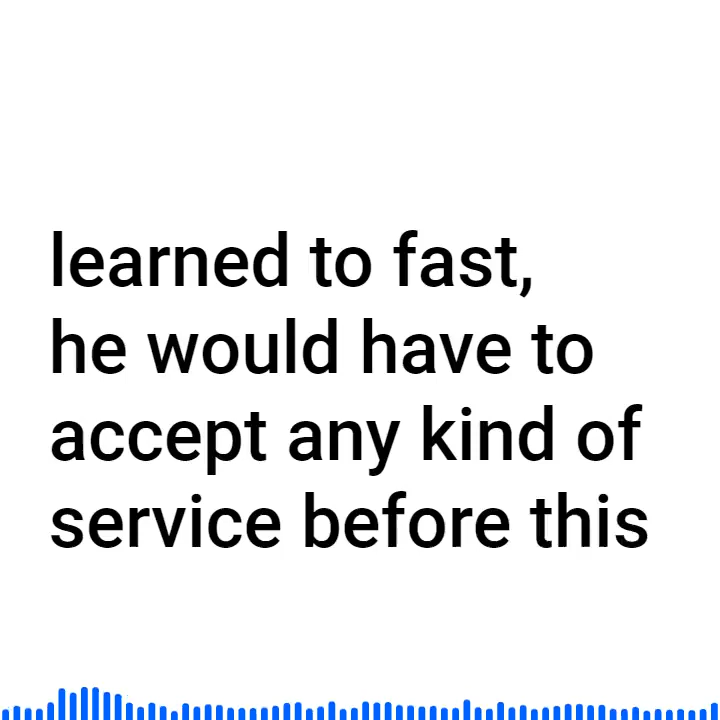 learned to fast,
he would have to
accept any kind of
service before this